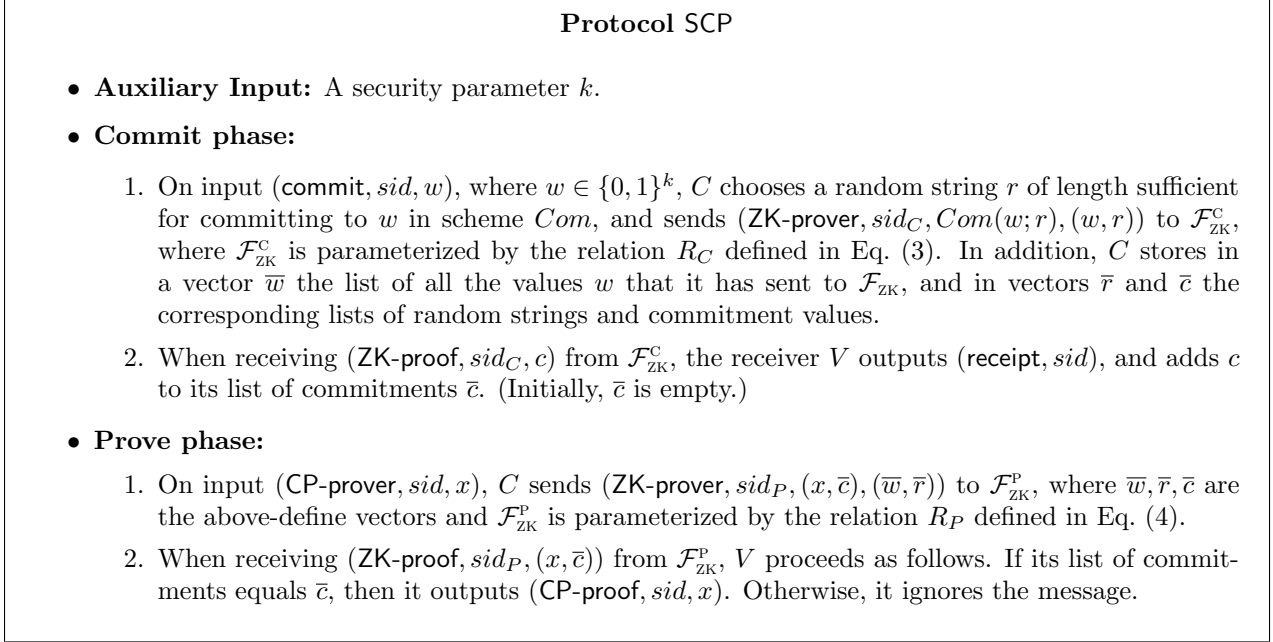 Protocol SCP
• Auxiliary Input: A security parameter k.
• Commit phase:
1. On input (commit, sid, w), where w ∈ {0, 1}^k, C chooses a random string r of length sufficient
for committing to w in scheme Com, and sends (ZK-prover, sid_C, Com(w; r), (w, r)) to F_ZK^C,
where F_ZK^C is parameterized by the relation R_C defined in Eq. (3). In addition, C stores in
a vector w̅ the list of all the values w that it has sent to F_ZK, and in vectors r̅ and c̅ the
corresponding lists of random strings and commitment values.
2. When receiving (ZK-proof, sid_C, c) from F_ZK^C, the receiver V outputs (receipt, sid), and adds c
to its list of commitments c̅. (Initially, c̅ is empty.)
• Prove phase:
1. On input (CP-prover, sid, x), C sends (ZK-prover, sid_P, (x, c̅), (w̅, r̅)) to F_ZK^P, where w̅, r̅, c̅ are
the above-define vectors and F_ZK^P is parameterized by the relation R_P defined in Eq. (4).
2. When receiving (ZK-proof, sid_P, (x, c̅)) from F_ZK^P, V proceeds as follows. If its list of commit-
ments equals c̅, then it outputs (CP-proof, sid, x). Otherwise, it ignores the message.